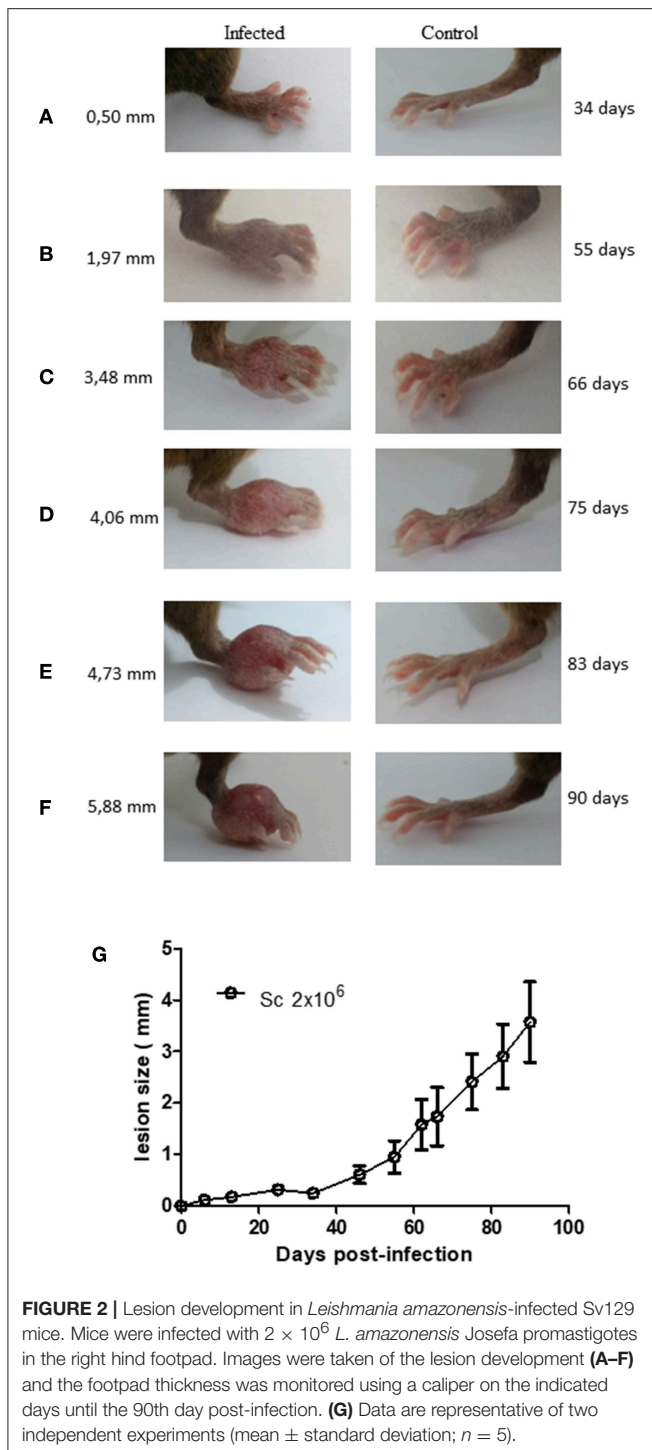 Infected Control
A 0,50 mm 34 days
B 1,97 mm 55 days
C 3,48 mm 66 days
D 4,06 mm 75 days
E 4,73 mm 83 days
F 5,88 mm 90 days
G
5
4
3
2
1
0
lesion size ( mm)
Sc 2x10⁶
0 20 40 60 80 100
Days post-infection
FIGURE 2 | Lesion development in Leishmania amazonensis-infected Sv129
mice. Mice were infected with 2 × 10⁶ L. amazonensis Josefa promastigotes
in the right hind footpad. Images were taken of the lesion development (A–F)
and the footpad thickness was monitored using a caliper on the indicated
days until the 90th day post-infection. (G) Data are representative of two
independent experiments (mean ± standard deviation; n = 5).